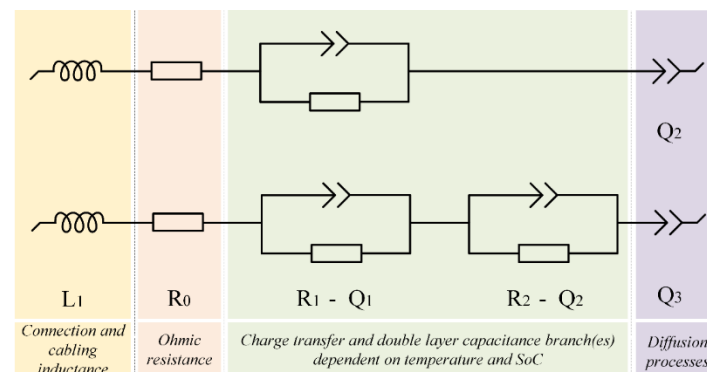 Q2
L1
R0
R1 - Q1
R2 - Q2
Q3
Connection and
cabling
inductance
Ohmic
resistance
Charge transfer and double layer capacitance branch(es)
dependent on temperature and SoC
Diffusion
processes